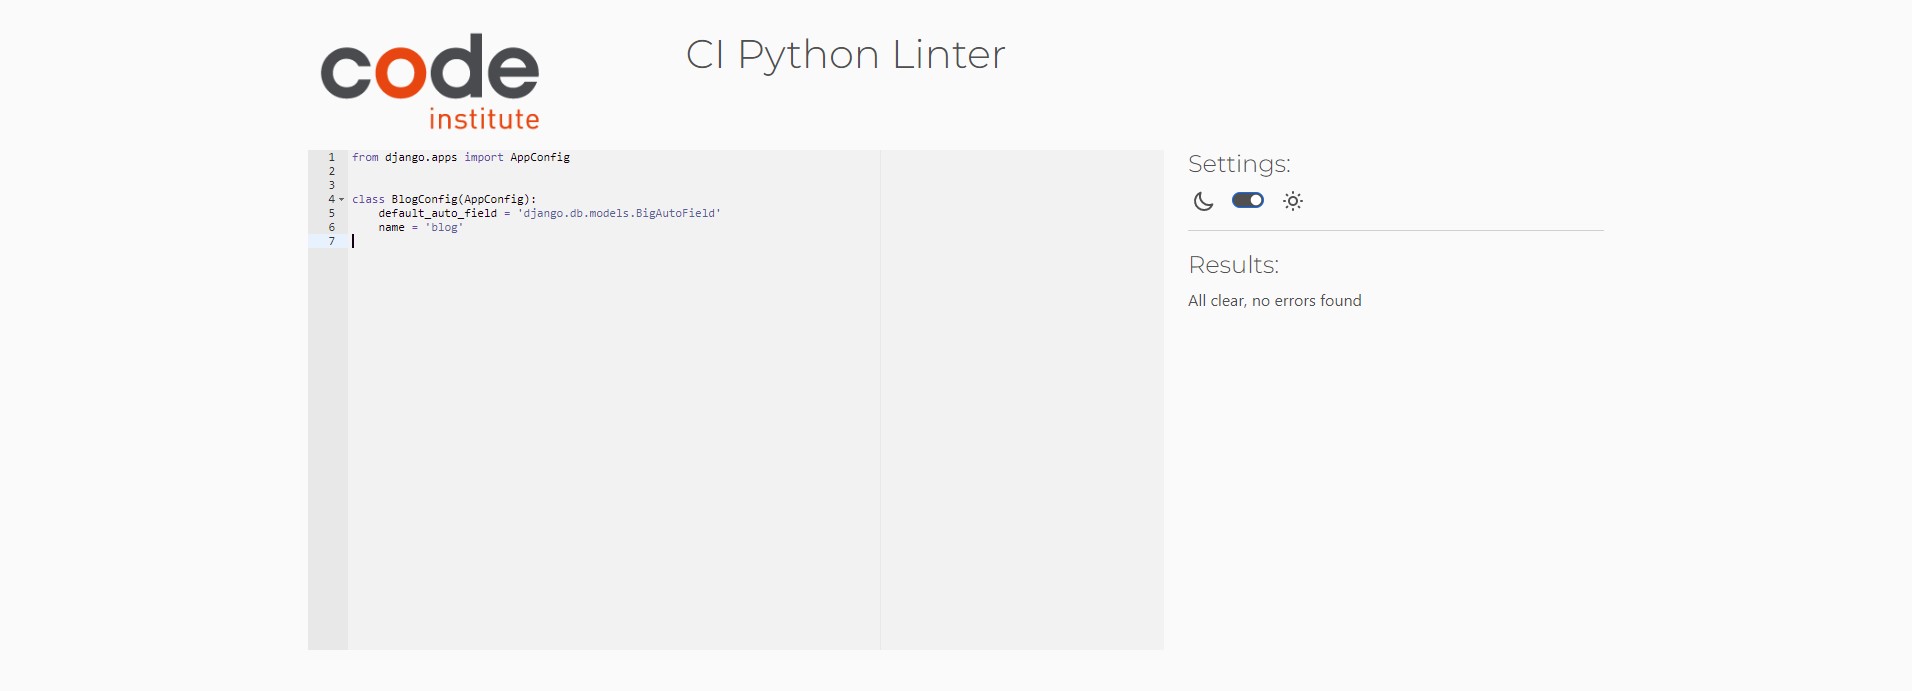 code
institute
CI Python Linter
1 from django.apps import AppConfig
2
3
4 class BlogConfig(AppConfig):
5     default_auto_field = 'django.db.models.BigAutoField'
6     name = 'blog'
7
Settings:
Results:
All clear, no errors found